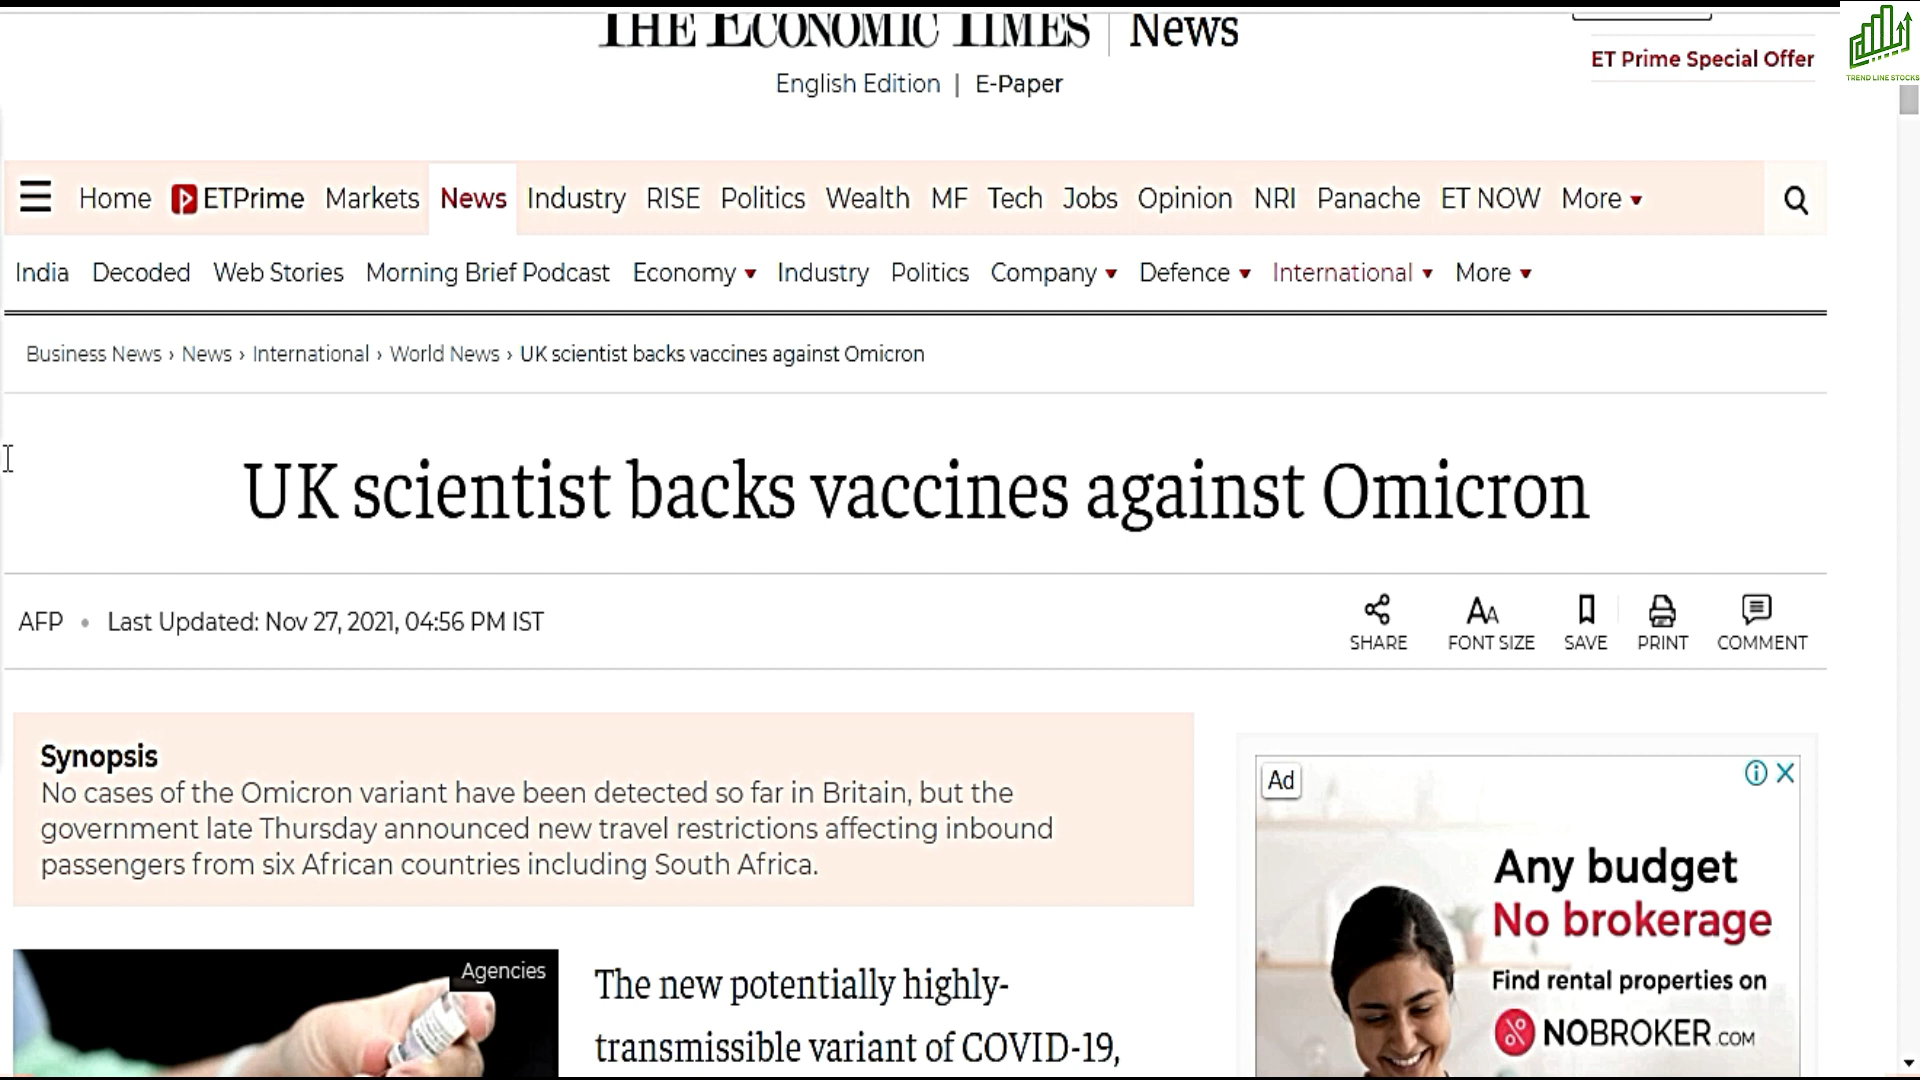 THE ECONOMIC TIMES | News
English Edition | E-Paper
ET Prime Special Offer
TREND LINE STOCKS
Home ETPrime Markets News Industry RISE Politics Wealth MF Tech Jobs Opinion NRI Panache ET NOW More
India Decoded Web Stories Morning Brief Podcast Economy Industry Politics Company Defence International More
Business News › News › International › World News › UK scientist backs vaccines against Omicron
UK scientist backs vaccines against Omicron
AFP • Last Updated: Nov 27, 2021, 04:56 PM IST
SHARE FONT SIZE SAVE PRINT COMMENT
Synopsis
No cases of the Omicron variant have been detected so far in Britain, but the
government late Thursday announced new travel restrictions affecting inbound
passengers from six African countries including South Africa.
Agencies
The new potentially highly-
transmissible variant of COVID-19,
Ad
Any budget
No brokerage
Find rental properties on
NOBROKER.COM